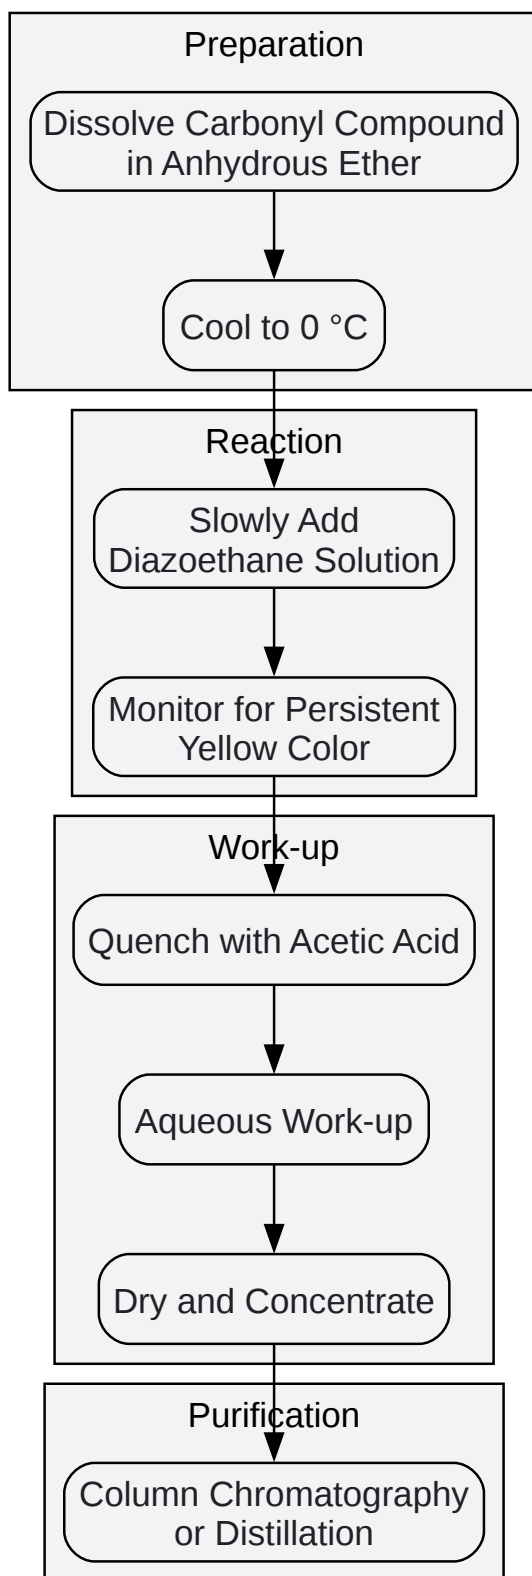 Preparation
Dissolve Carbonyl Compound
in Anhydrous Ether
Cool to 0 °C
Reaction
Slowly Add
Diazoethane Solution
Monitor for Persistent
Yellow Color
Work-up
Quench with Acetic Acid
Aqueous Work-up
Dry and Concentrate
Purification
Column Chromatography
or Distillation